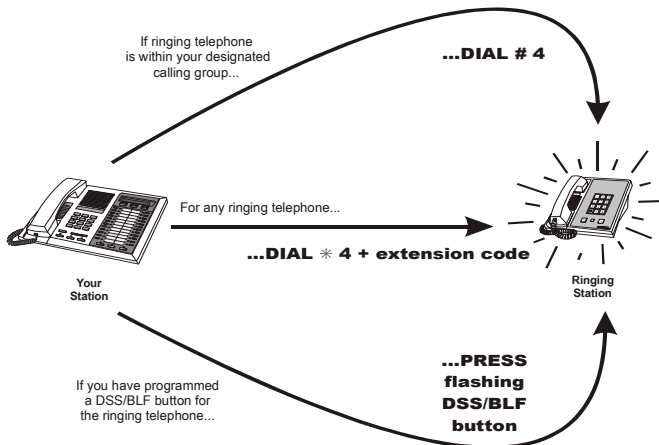 If ringing telephone
is within your designated
calling group...
...DIAL # 4
For any ringing telephone...
...DIAL ✳ 4 + extension code
Your
Station
Ringing
Station
If you have programmed
a DSS/BLF button for
the ringing telephone...
...PRESS
flashing
DSS/BLF
button